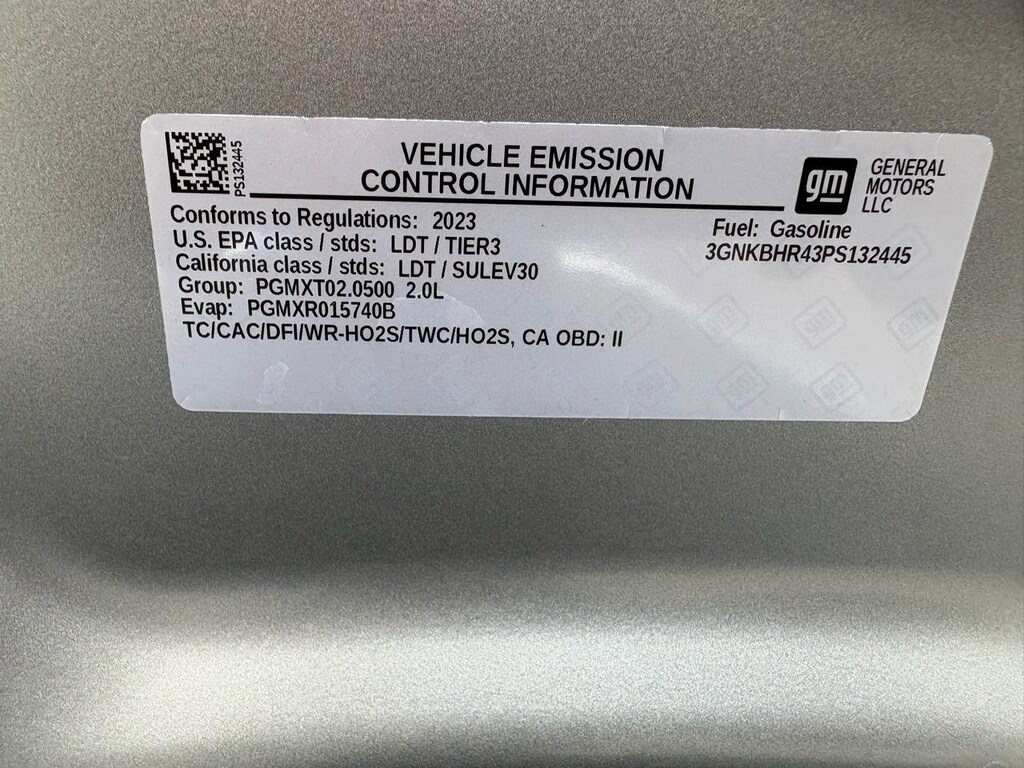 PS132445
VEHICLE EMISSION
CONTROL INFORMATION
gm
GENERAL
MOTORS
LLC
Conforms to Regulations: 2023
U.S. EPA class / stds: LDT / TIER3
California class / stds: LDT / SULEV30
Group: PGMXT02.0500 2.0L
Evap: PGMXR015740B
TC/CAC/DFI/WR-HO2S/TWC/HO2S, CA OBD: II
Fuel: Gasoline
3GNKBHR43PS132445